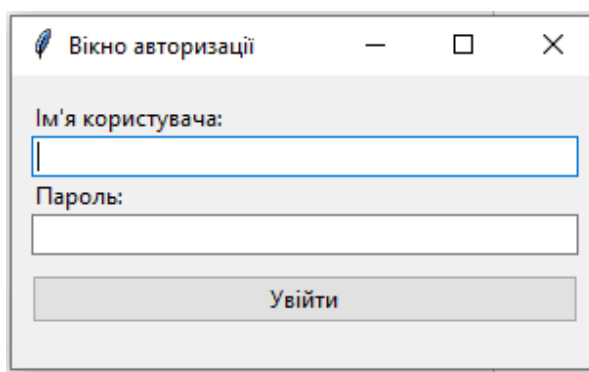 Вікно авторизації
Ім'я користувача:
Пароль:
Увійти